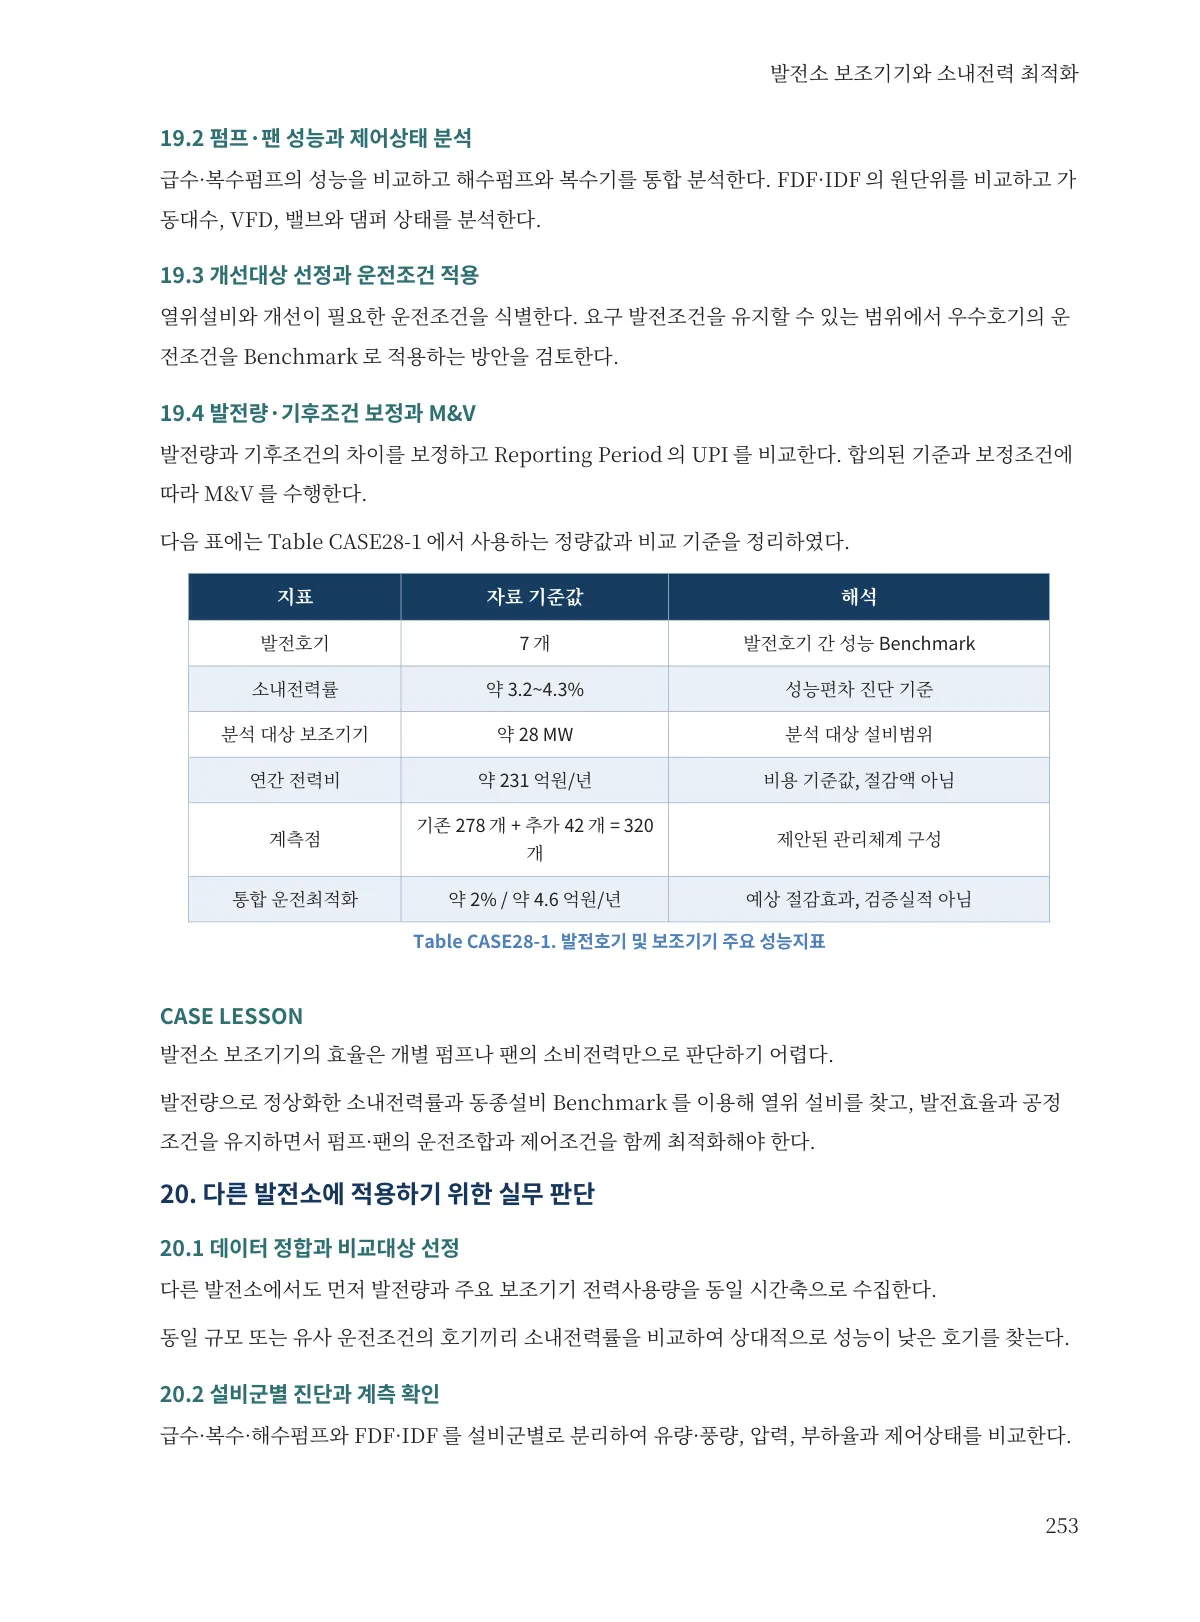 발전소 보조기기와 소내전력 최적화
19.2 펌프·팬 성능과 제어상태 분석
급수·복수펌프의 성능을 비교하고 해수펌프와 복수기를 통합 분석한다. FDF·IDF 의 원단위를 비교하고 가
동대수, VFD, 밸브와 댐퍼 상태를 분석한다.
19.3 개선대상 선정과 운전조건 적용
열위설비와 개선이 필요한 운전조건을 식별한다. 요구 발전조건을 유지할 수 있는 범위에서 우수호기의 운
전조건을 Benchmark 로 적용하는 방안을 검토한다.
19.4 발전량·기후조건 보정과 M&V
발전량과 기후조건의 차이를 보정하고 Reporting Period 의 UPI 를 비교한다. 합의된 기준과 보정조건에
따라 M&V 를 수행한다.
다음 표에는 Table CASE28-1 에서 사용하는 정량값과 비교 기준을 정리하였다.
지표 자료 기준값 해석
발전호기 7 개 발전호기 간 성능 Benchmark
소내전력률 약 3.2~4.3% 성능편차 진단 기준
분석 대상 보조기기 약 28 MW 분석 대상 설비범위
연간 전력비 약 231 억원/년 비용 기준값, 절감액 아님
계측점 기존 278 개 + 추가 42 개 = 320
개 제안된 관리체계 구성
통합 운전최적화 약 2% / 약 4.6 억원/년 예상 절감효과, 검증실적 아님
Table CASE28-1. 발전호기 및 보조기기 주요 성능지표
CASE LESSON
발전소 보조기기의 효율은 개별 펌프나 팬의 소비전력만으로 판단하기 어렵다.
발전량으로 정상화한 소내전력률과 동종설비 Benchmark 를 이용해 열위 설비를 찾고, 발전효율과 공정
조건을 유지하면서 펌프·팬의 운전조합과 제어조건을 함께 최적화해야 한다.
20. 다른 발전소에 적용하기 위한 실무 판단
20.1 데이터 정합과 비교대상 선정
다른 발전소에서도 먼저 발전량과 주요 보조기기 전력사용량을 동일 시간축으로 수집한다.
동일 규모 또는 유사 운전조건의 호기끼리 소내전력률을 비교하여 상대적으로 성능이 낮은 호기를 찾는다.
20.2 설비군별 진단과 계측 확인
급수·복수·해수펌프와 FDF·IDF 를 설비군별로 분리하여 유량·풍량, 압력, 부하율과 제어상태를 비교한다.
253